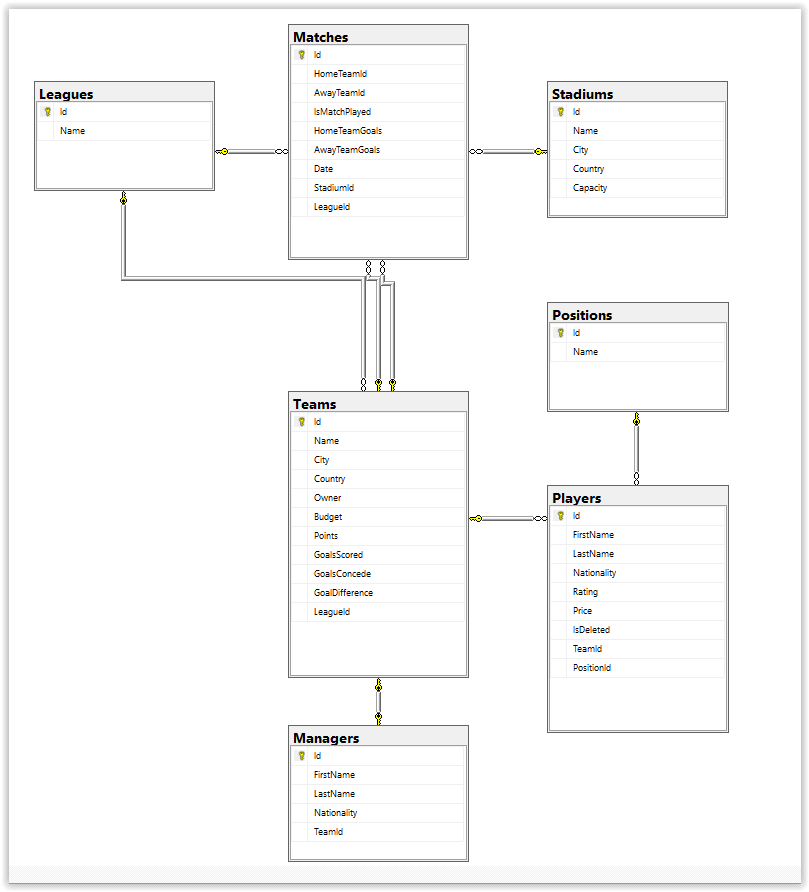 Matches
Id
HomeTeamId
AwayTeamId
IsMatchPlayed
HomeTeamGoals
AwayTeamGoals
Date
StadiumId
LeagueId
Leagues
Id
Name
Stadiums
Id
Name
City
Country
Capacity
Positions
Id
Name
Teams
Id
Name
City
Country
Owner
Budget
Points
GoalsScored
GoalsConcede
GoalDifference
LeagueId
Players
Id
FirstName
LastName
Nationality
Rating
Price
IsDeleted
TeamId
PositionId
Managers
Id
FirstName
LastName
Nationality
TeamId